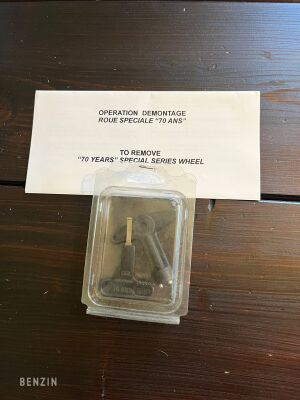 OPERATION DEMONTAGE
ROUE SPECIALE "70 ANS"
TO REMOVE
"70 YEARS" SPECIAL SERIES WHEEL
BENZIN